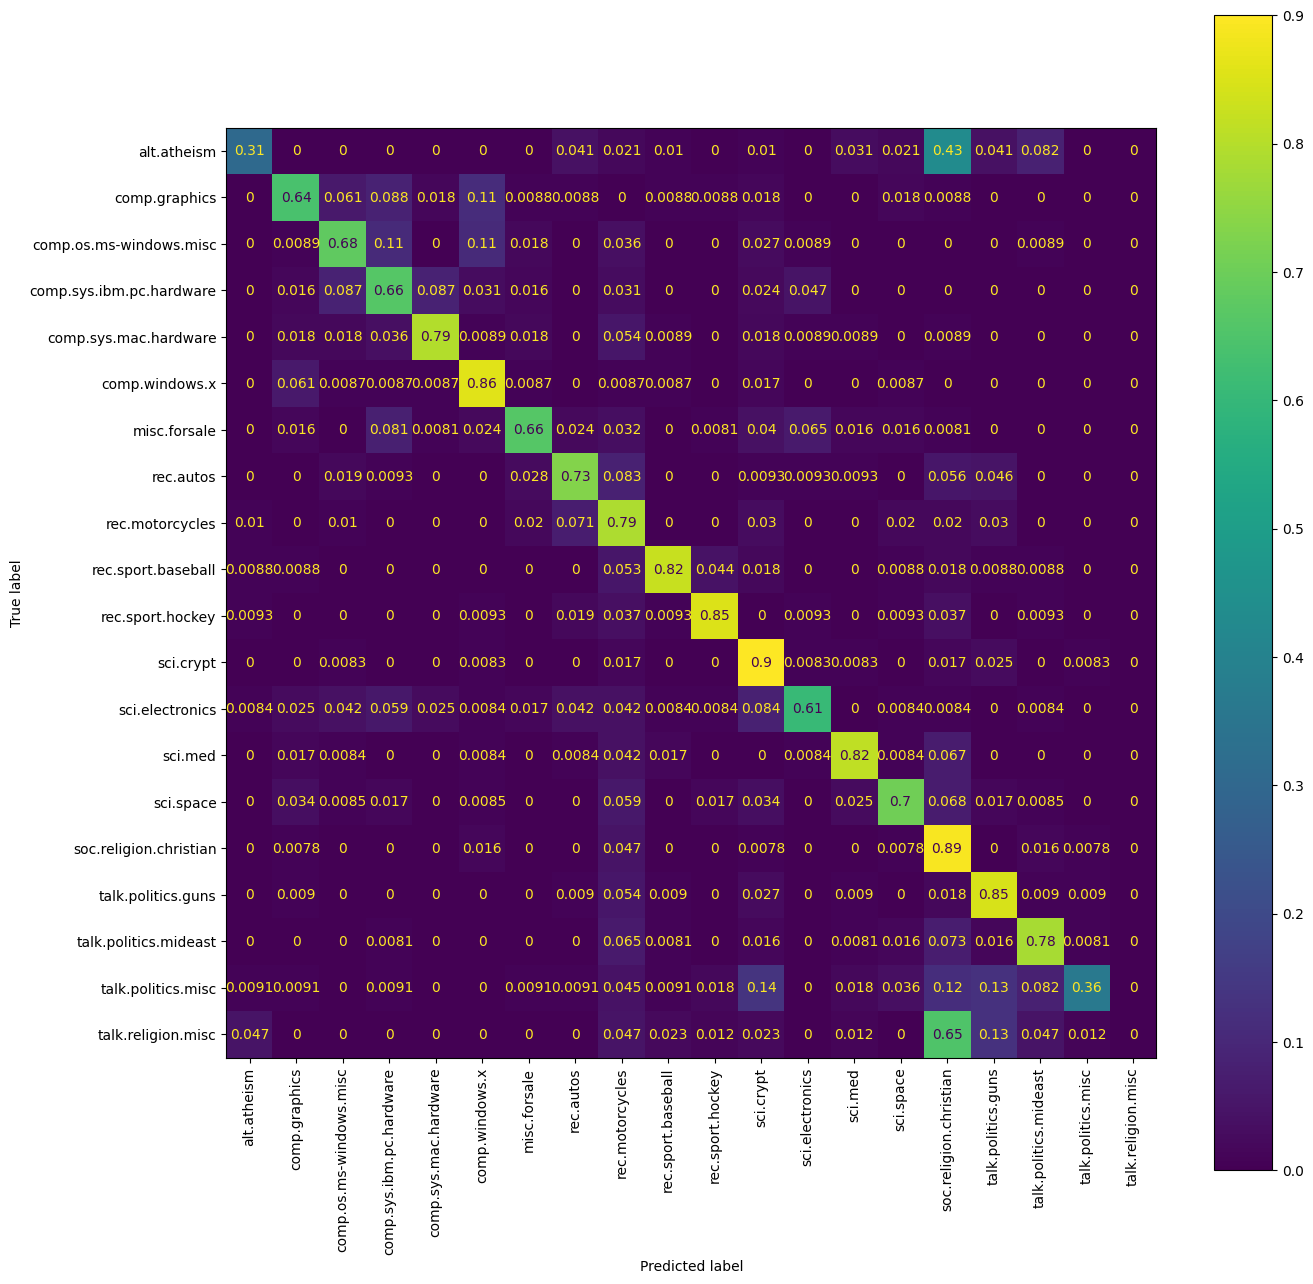 alt.atheism 0.31 0 0 0 0 0 0 0.041 0.021 0.01 0 0.01 0 0.031 0.021 0.43 0.041 0.082 0 0
comp.graphics 0 0.64 0.061 0.088 0.018 0.11 0.0088 0.0088 0 0.0088 0.0088 0.018 0 0 0.018 0.0088 0 0 0 0
comp.os.ms-windows.misc 0 0.0089 0.68 0.11 0 0.11 0.018 0 0.036 0 0 0.027 0.0089 0 0 0 0 0.0089 0 0
comp.sys.ibm.pc.hardware 0 0.016 0.087 0.66 0.087 0.031 0.016 0 0.031 0 0 0.024 0.047 0 0 0 0 0 0 0
comp.sys.mac.hardware 0 0.018 0.018 0.036 0.79 0.0089 0.018 0 0.054 0.0089 0 0.018 0.0089 0.0089 0 0.0089 0 0 0 0
comp.windows.x 0 0.061 0.0087 0.0087 0.0087 0.86 0.0087 0 0.0087 0.0087 0 0.017 0 0 0.0087 0 0 0 0 0
misc.forsale 0 0.016 0 0.081 0.0081 0.024 0.66 0.024 0.032 0 0.0081 0.04 0.065 0.016 0.016 0.0081 0 0 0 0
rec.autos 0 0 0.019 0.0093 0 0 0.028 0.73 0.083 0 0 0.0093 0.0093 0.0093 0 0.056 0.046 0 0 0
rec.motorcycles 0.01 0 0.01 0 0 0 0.02 0.071 0.79 0 0 0.03 0 0 0.02 0.02 0.03 0 0 0
rec.sport.baseball 0.0088 0.0088 0 0 0 0 0 0 0.053 0.82 0.044 0.018 0 0 0.0088 0.018 0.0088 0.0088 0 0
rec.sport.hockey 0.0093 0 0 0 0 0.0093 0 0.019 0.037 0.0093 0.85 0 0.0093 0 0.0093 0.037 0 0.0093 0 0
sci.crypt 0 0 0.0083 0 0 0.0083 0 0 0.017 0 0 0.9 0.0083 0.0083 0 0.017 0.025 0 0.0083 0
sci.electronics 0.0084 0.025 0.042 0.059 0.025 0.0084 0.017 0.042 0.042 0.0084 0.0084 0.084 0.61 0 0.0084 0.0084 0 0.0084 0 0
sci.med 0 0.017 0.0084 0 0 0.0084 0 0.0084 0.042 0.017 0 0 0.0084 0.82 0.0084 0.067 0 0 0 0
sci.space 0 0.034 0.0085 0.017 0 0.0085 0 0 0.059 0 0.017 0.034 0 0.025 0.7 0.068 0.017 0.0085 0 0
soc.religion.christian 0 0.0078 0 0 0 0.016 0 0 0.047 0 0 0.0078 0 0 0.0078 0.89 0 0.016 0.0078 0
talk.politics.guns 0 0.009 0 0 0 0 0 0.009 0.054 0.009 0 0.027 0 0.009 0 0.018 0.85 0.009 0.009 0
talk.politics.mideast 0 0 0 0.0081 0 0 0 0 0.065 0.0081 0 0.016 0 0.0081 0.016 0.073 0.016 0.78 0.0081 0
talk.politics.misc 0.0091 0.0091 0 0.0091 0 0 0.0091 0.0091 0.045 0.0091 0.018 0.14 0 0.018 0.036 0.12 0.13 0.082 0.36 0
talk.religion.misc 0.047 0 0 0 0 0 0 0 0.047 0.023 0.012 0.023 0 0.012 0 0.65 0.13 0.047 0.012 0
True label
alt.atheism
comp.graphics
comp.os.ms-windows.misc
comp.sys.ibm.pc.hardware
comp.sys.mac.hardware
comp.windows.x
misc.forsale
rec.autos
rec.motorcycles
rec.sport.baseball
rec.sport.hockey
sci.crypt
sci.electronics
sci.med
sci.space
soc.religion.christian
talk.politics.guns
talk.politics.mideast
talk.politics.misc
talk.religion.misc
Predicted label
0.9
0.8
0.7
0.6
0.5
0.4
0.3
0.2
0.1
0.0